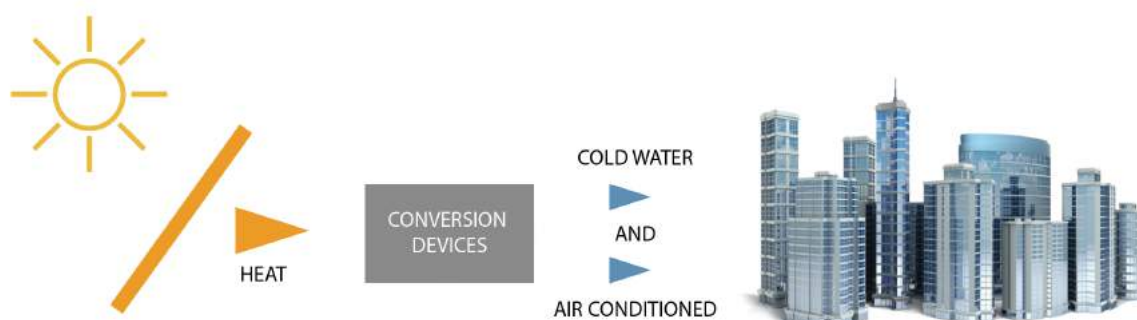 HEAT
CONVERSION
DEVICES
COLD WATER
AND
AIR CONDITIONED